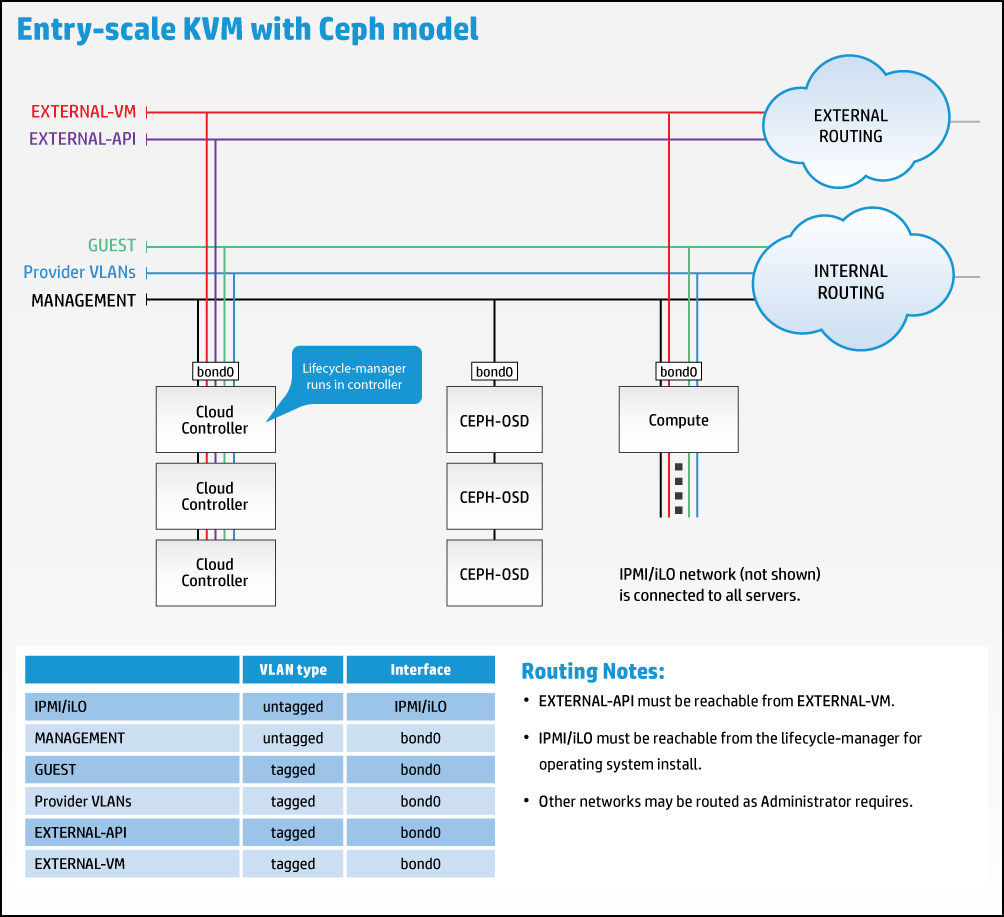 Entry-scale KVM with Ceph model
EXTERNAL-VM
EXTERNAL-API
EXTERNAL
ROUTING
GUEST
Provider VLANs
MANAGEMENT
INTERNAL
ROUTING
bond0
bond0
bond0
Lifecycle-manager
runs in controller
Cloud
Controller
CEPH-OSD
Compute
Cloud
Controller
CEPH-OSD
Cloud
Controller
CEPH-OSD
IPMI/iLO network (not shown)
is connected to all servers.
VLAN type Interface
IPMI/iLO untagged IPMI/iLO
MANAGEMENT untagged bond0
GUEST tagged bond0
Provider VLANs tagged bond0
EXTERNAL-API tagged bond0
EXTERNAL-VM tagged bond0
Routing Notes:
• EXTERNAL-API must be reachable from EXTERNAL-VM.
• IPMI/iLO must be reachable from the lifecycle-manager for
operating system install.
• Other networks may be routed as Administrator requires.